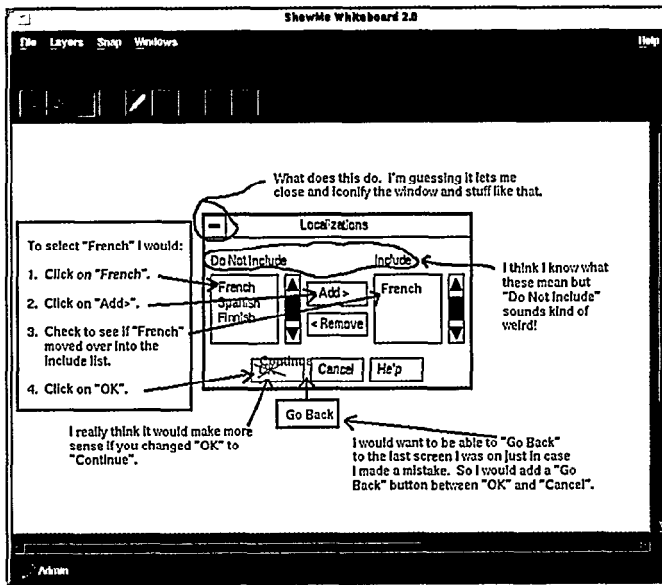 ShowMe Whiteboard 2.0
File Layers Snap Windows Help
What does this do. I'm guessing it lets me
close and iconify the window and stuff like that.
Localizations
To select "French" I would:
1. Click on "French".
2. Click on "Add>".
3. Check to see if "French"
moved over into the
include list.
4. Click on "OK".
Do Not Include Include
French
Spanish
Finnish
Add >
< Remove
French
I think I know what
these mean but
"Do Not Include"
sounds kind of
weird!
Continue
OK Cancel Help
Go Back
I really think it would make more
sense if you changed "OK" to
"Continue".
I would want to be able to "Go Back"
to the last screen I was on just in case
I made a mistake. So I would add a "Go
Back" button between "OK" and "Cancel".
Admin